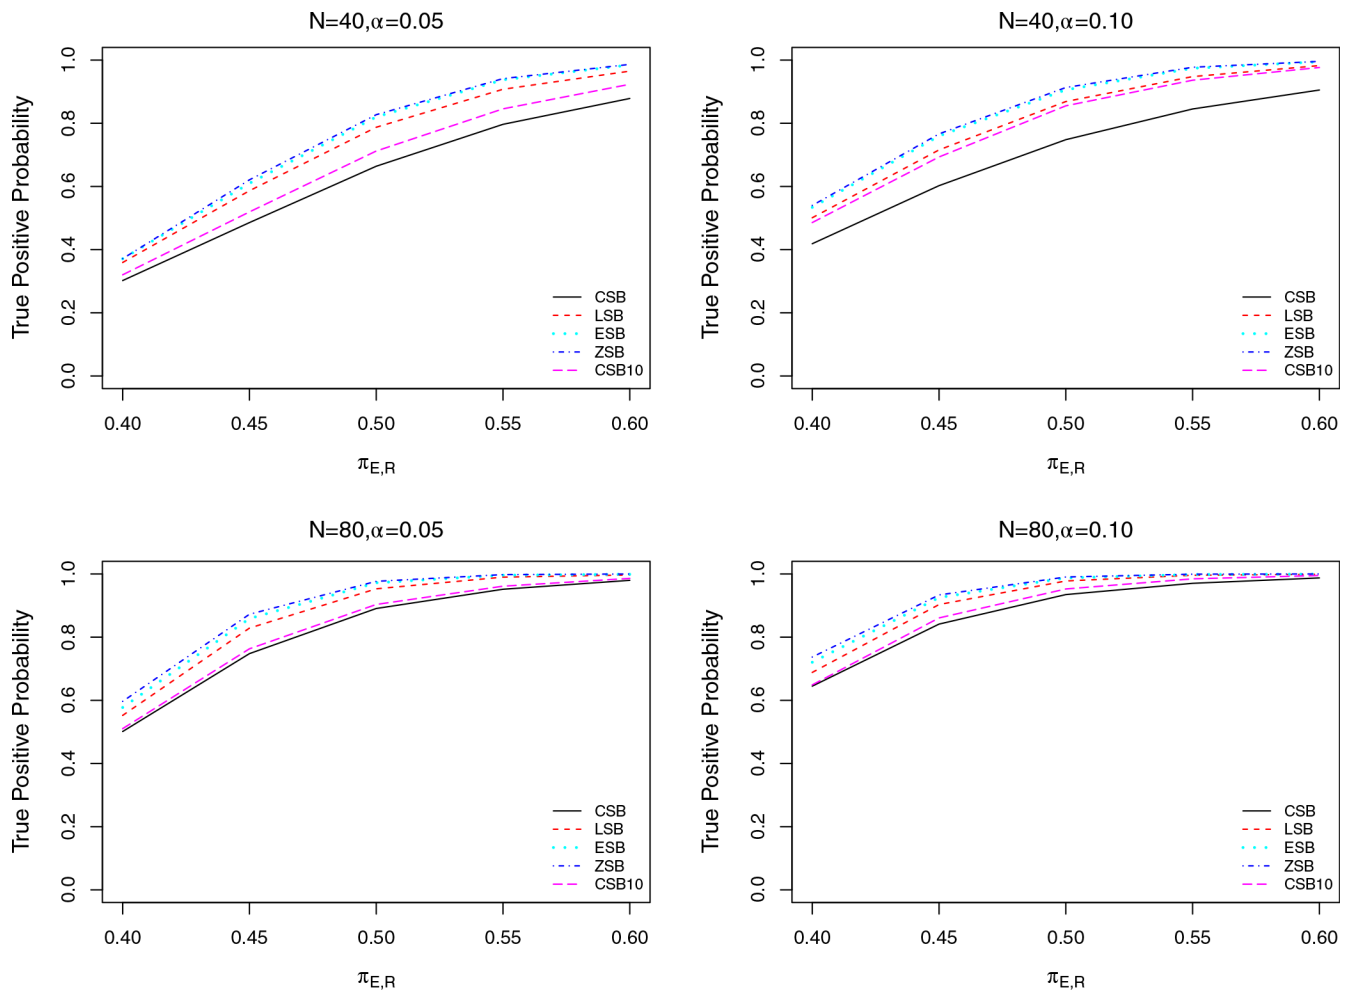 N=40,α=0.05
True Positive Probability
1.0
0.8
0.6
0.4
0.2
0.0
CSB
LSB
ESB
ZSB
CSB10
0.40 0.45 0.50 0.55 0.60
πE,R
N=40,α=0.10
True Positive Probability
1.0
0.8
0.6
0.4
0.2
0.0
CSB
LSB
ESB
ZSB
CSB10
0.40 0.45 0.50 0.55 0.60
πE,R
N=80,α=0.05
True Positive Probability
1.0
0.8
0.6
0.4
0.2
0.0
CSB
LSB
ESB
ZSB
CSB10
0.40 0.45 0.50 0.55 0.60
πE,R
N=80,α=0.10
True Positive Probability
1.0
0.8
0.6
0.4
0.2
0.0
CSB
LSB
ESB
ZSB
CSB10
0.40 0.45 0.50 0.55 0.60
πE,R